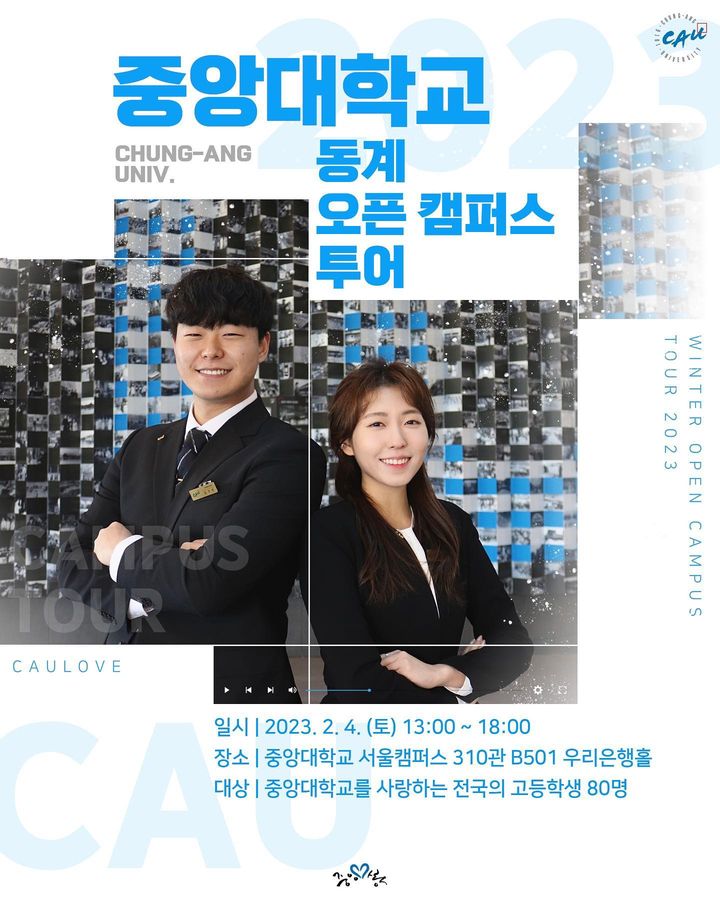 2023
CAU
중앙대학교
CHUNG-ANG
UNIV.
동계
오픈 캠퍼스
투어
WINTER OPEN CAMPUS
TOUR 2023
CAMPUS
TOUR
CAULOVE
CAU
일시 | 2023. 2. 4. (토) 13:00 ~ 18:00
장소 | 중앙대학교 서울캠퍼스 310관 B501 우리은행홀
대상 | 중앙대학교를 사랑하는 전국의 고등학생 80명